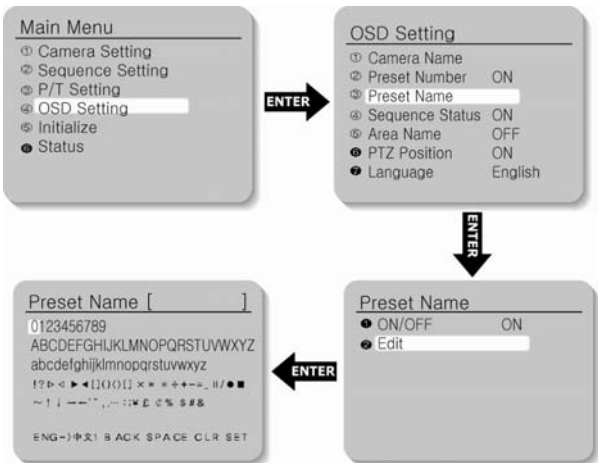 Main Menu
① Camera Setting
② Sequence Setting
③ P/T Setting
④ OSD Setting
⑤ Initialize
❻ Status
ENTER
OSD Setting
① Camera Name
② Preset Number ON
③ Preset Name
④ Sequence Status ON
⑤ Area Name OFF
❻ PTZ Position ON
❼ Language English
ENTER
Preset Name
❶ ON/OFF ON
❷ Edit
ENTER
Preset Name [ ]
0123456789
ABCDEFGHIJKLMNOPQRSTUVWXYZ
abcdefghijklmnopqrstuvwxyz
ENG-)中文1 BACK SPACE CLR SET